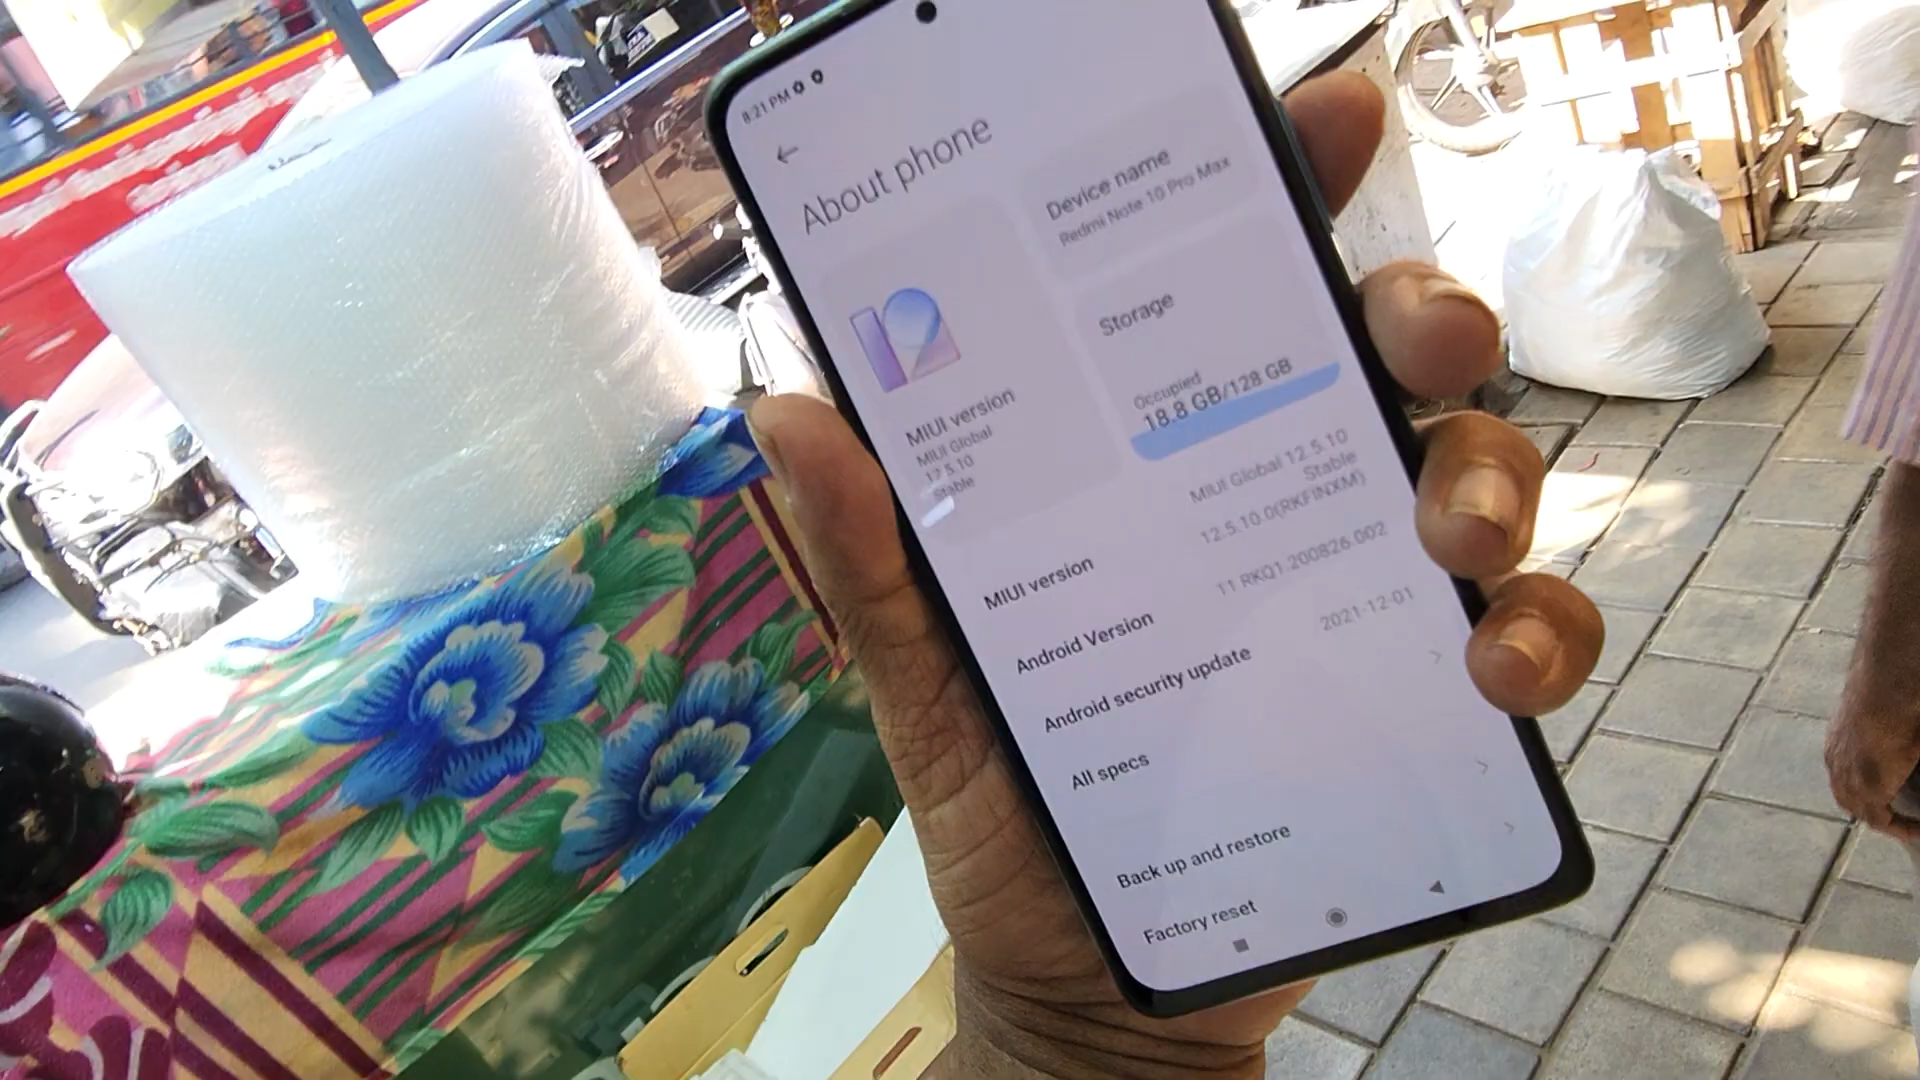 8:21 PM
About phone
Device name
Redmi Note 10 Pro Max
12
MIUI version
MIUI Global
12.5.10
Stable
Storage
Occupied
18.8 GB/128 GB
MIUI version
MIUI Global 12.5.10
Stable
12.5.10.0(RKFINXM)
Android Version
11 RKQ1.200826.002
Android security update
2021-12-01
All specs
Back up and restore
Factory reset